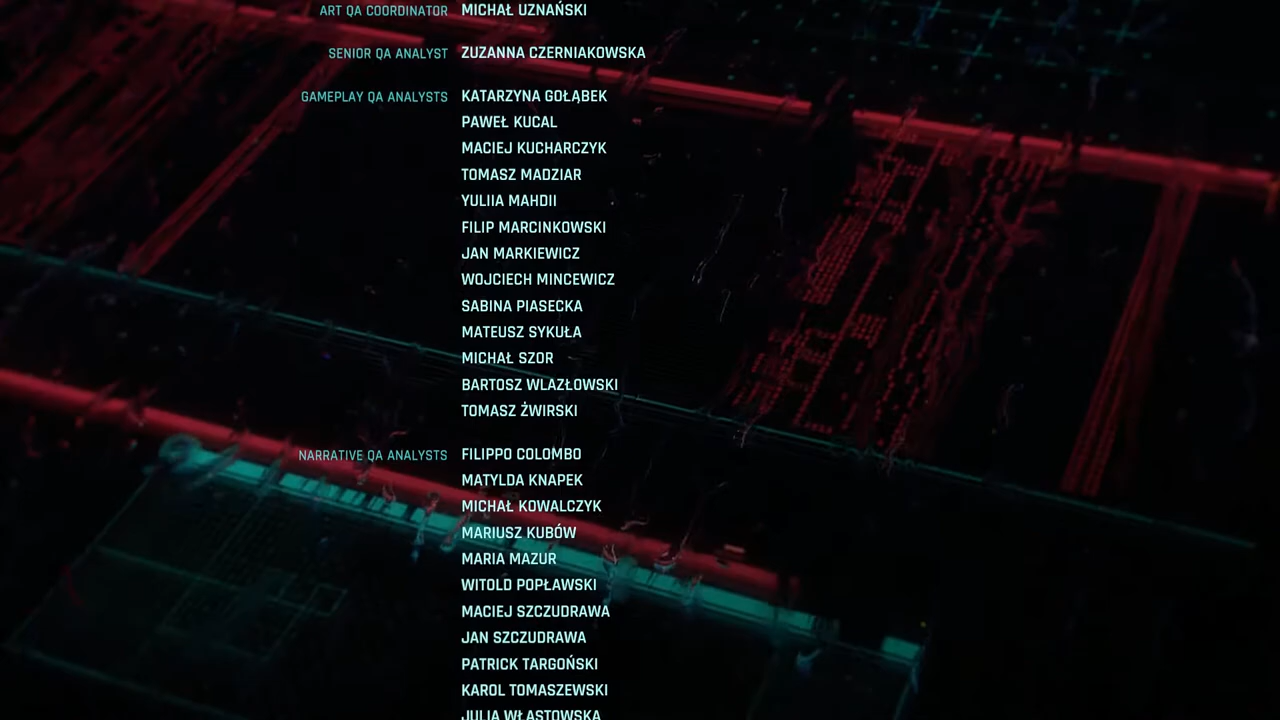 ART QA COORDINATOR MICHAŁ UZNAŃSKI
SENIOR QA ANALYST ZUZANNA CZERNIAKOWSKA
GAMEPLAY QA ANALYSTS KATARZYNA GOŁĄBEK
PAWEŁ KUCAL
MACIEJ KUCHARCZYK
TOMASZ MADZIAR
YULIIA MAHDII
FILIP MARCINKOWSKI
JAN MARKIEWICZ
WOJCIECH MINCEWICZ
SABINA PIASECKA
MATEUSZ SYKUŁA
MICHAŁ SZOR
BARTOSZ WLAZŁOWSKI
TOMASZ ŻWIRSKI
NARRATIVE QA ANALYSTS FILIPPO COLOMBO
MATYLDA KNAPEK
MICHAŁ KOWALCZYK
MARIUSZ KUBÓW
MARIA MAZUR
WITOLD POPŁAWSKI
MACIEJ SZCZUDRAWA
JAN SZCZUDRAWA
PATRICK TARGOŃSKI
KAROL TOMASZEWSKI
JULIA WŁASTOWSKA